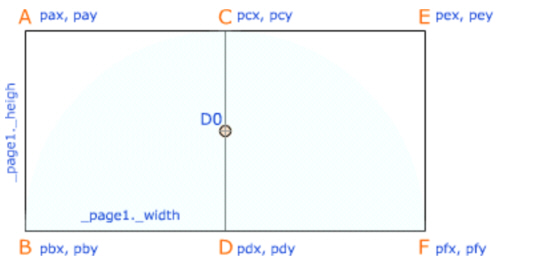 A pax, pay C pcx, pcy E pex, pey
_page1._heigh
D0
_page1._width
B pbx, pby D pdx, pdy F pfx, pfy